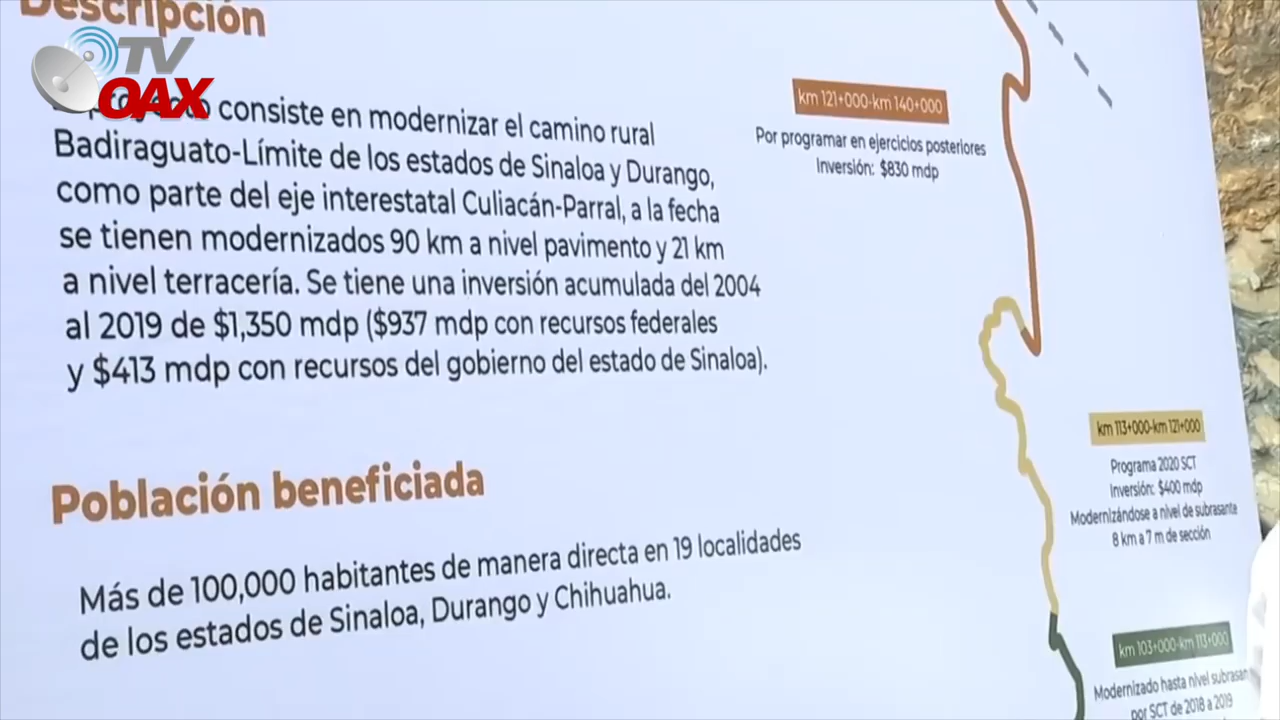 Descripción
TV
OAX
proyecto consiste en modernizar el camino rural
Badiraguato-Límite de los estados de Sinaloa y Durango,
como parte del eje interestatal Culiacán-Parral, a la fecha
se tienen modernizados 90 km a nivel pavimento y 21 km
a nivel terracería. Se tiene una inversión acumulada del 2004
al 2019 de $1,350 mdp ($937 mdp con recursos federales
y $413 mdp con recursos del gobierno del estado de Sinaloa).
Población beneficiada
Más de 100,000 habitantes de manera directa en 19 localidades
de los estados de Sinaloa, Durango y Chihuahua.
km 121+000-km 140+000
Por programar en ejercicios posteriores
Inversión: $830 mdp
km 113+000-km 121+000
Programa 2020 SCT
Inversión: $400 mdp
Modernizándose a nivel de subrasante
8 km a 7 m de sección
km 103+000-km 113+000
Modernizado hasta nivel subrasan
por SCT de 2018 a 2019